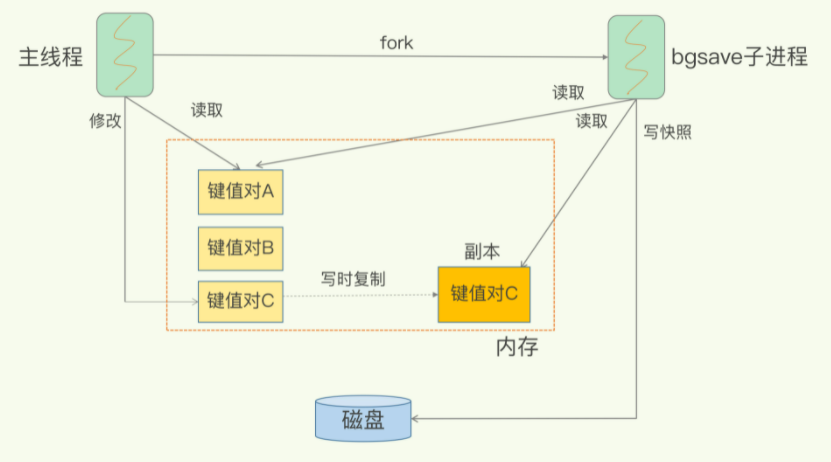 fork
主线程
bgsave子进程
读取
读取
修改
读取
写快照
键值对A
键值对B
副本
写时复制
键值对C
键值对C
内存
磁盘